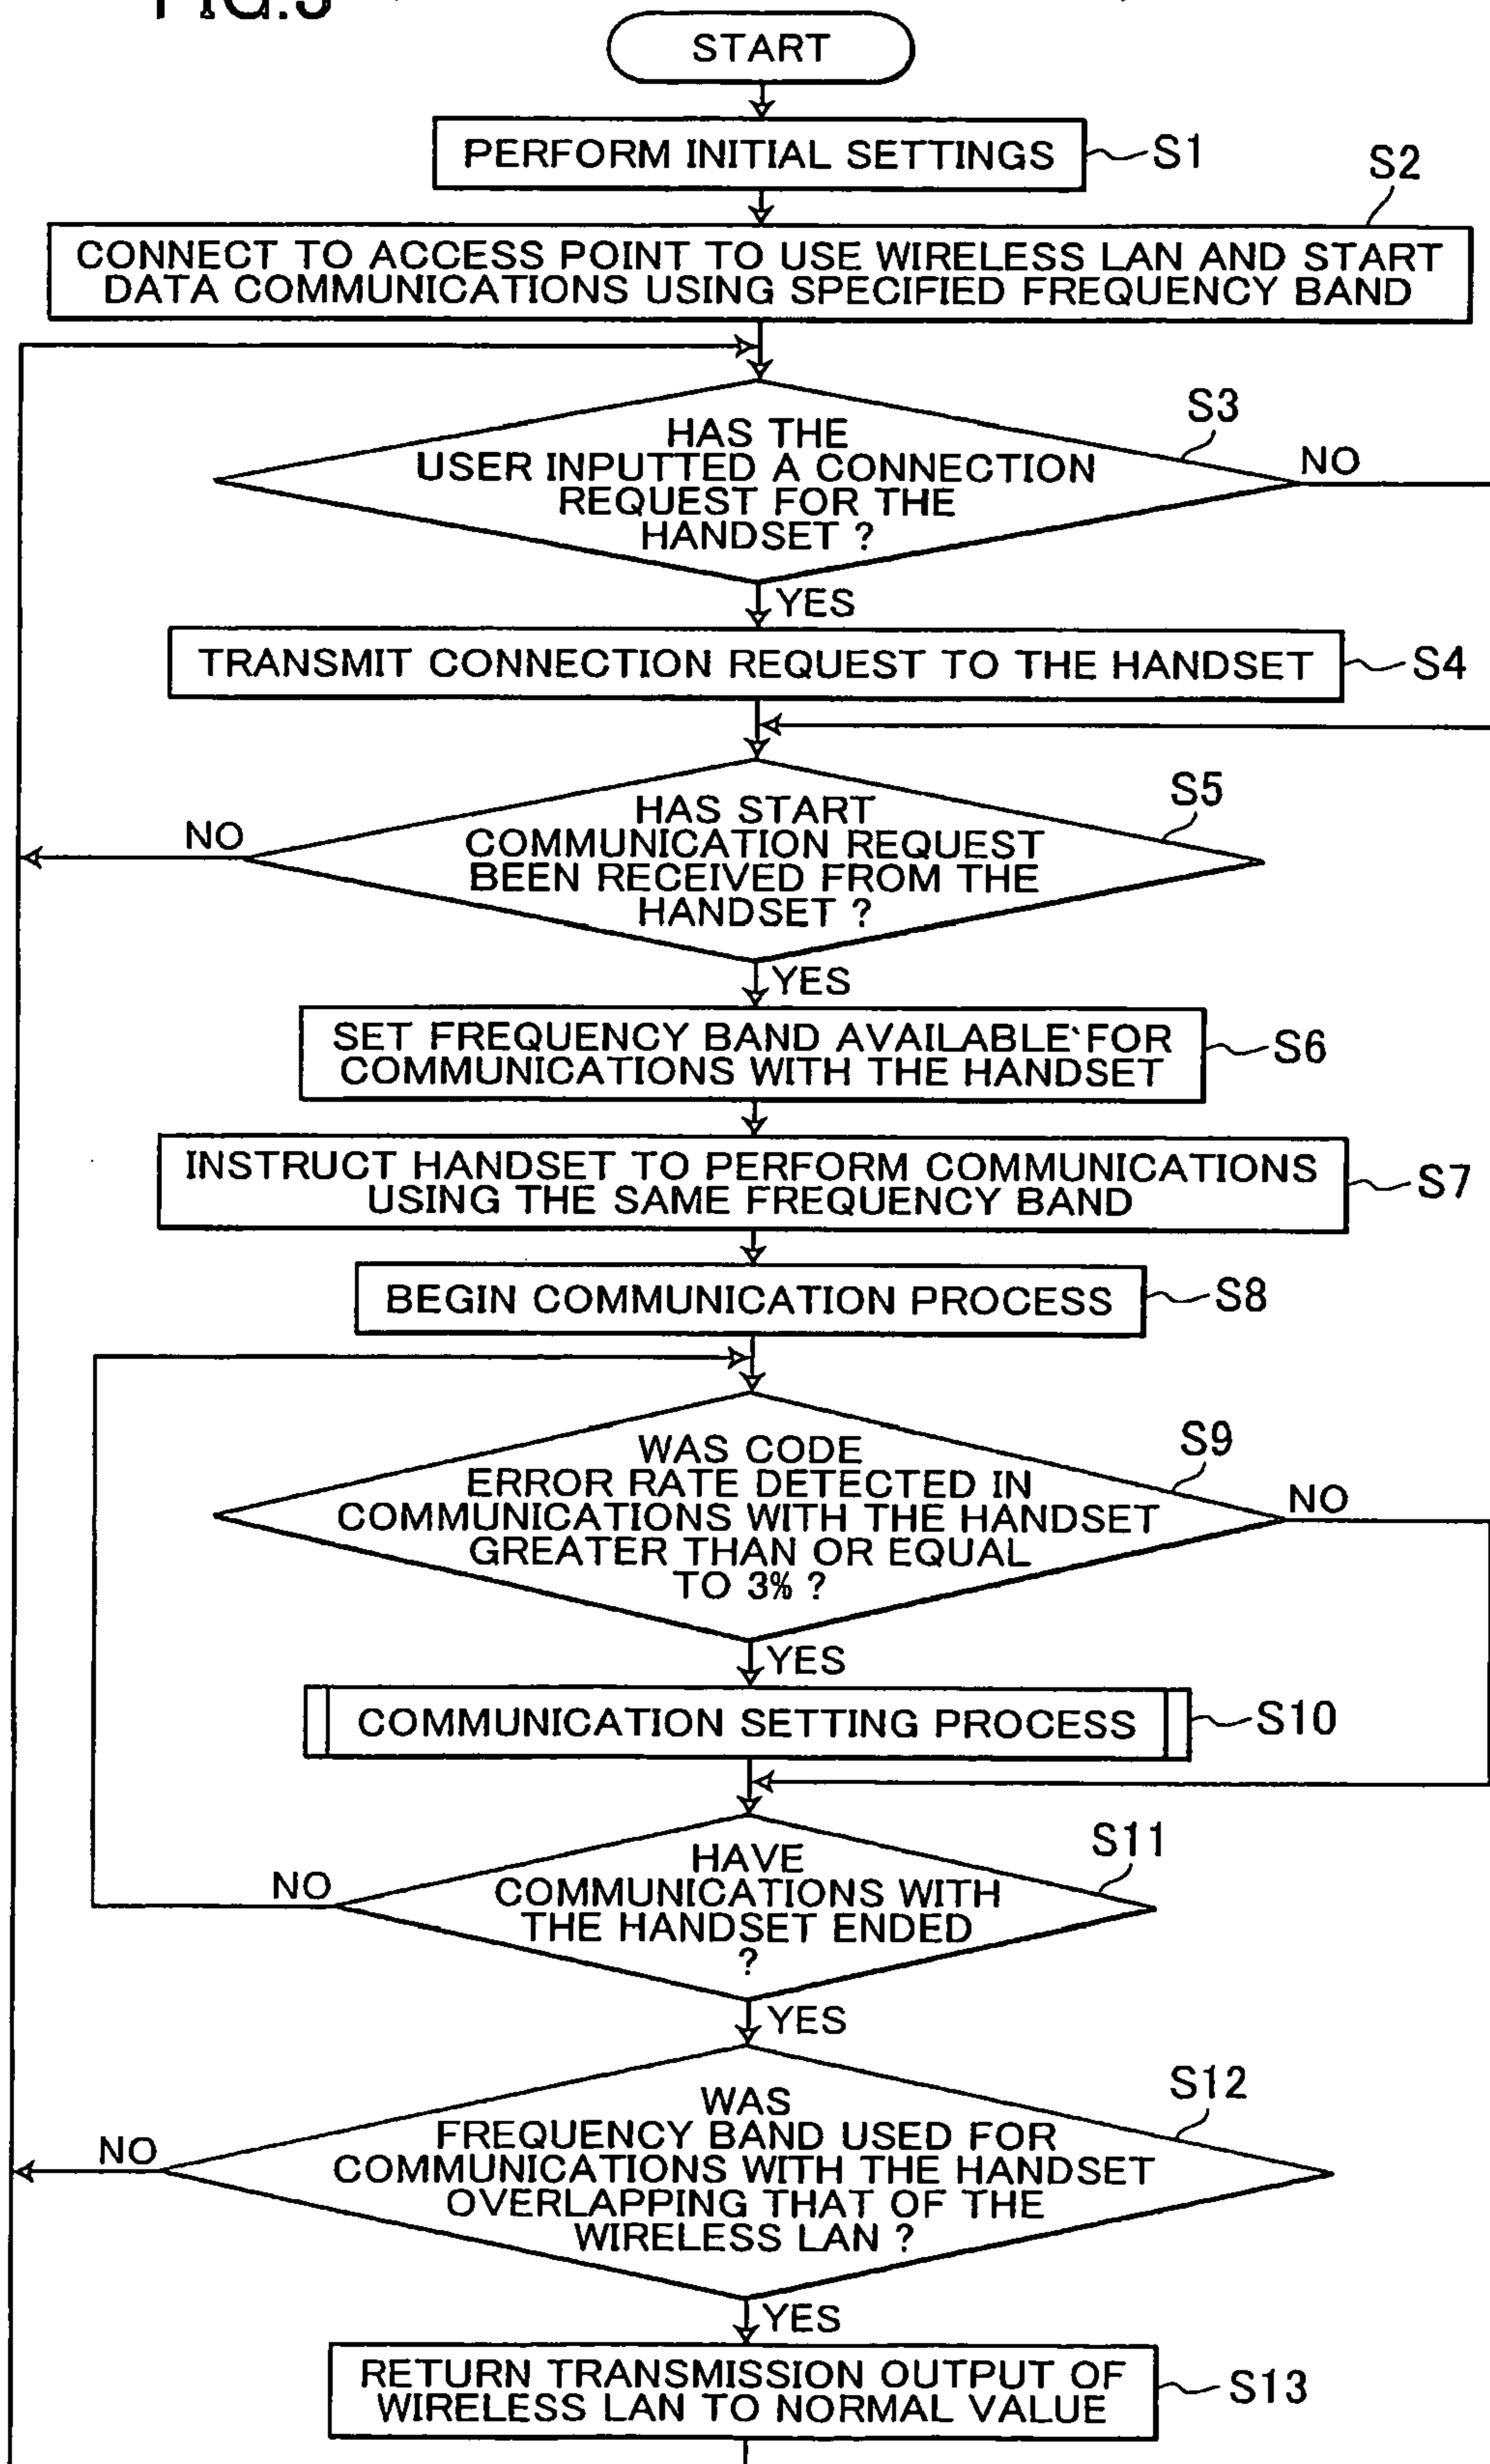 FIG.3
START
PERFORM INITIAL SETTINGS
S1
S2
CONNECT TO ACCESS POINT TO USE WIRELESS LAN AND START
DATA COMMUNICATIONS USING SPECIFIED FREQUENCY BAND
S3
HAS THE
USER INPUTTED A CONNECTION
REQUEST FOR THE
HANDSET ?
NO
YES
TRANSMIT CONNECTION REQUEST TO THE HANDSET
S4
S5
HAS START
COMMUNICATION REQUEST
BEEN RECEIVED FROM THE
HANDSET ?
NO
YES
SET FREQUENCY BAND AVAILABLE FOR
COMMUNICATIONS WITH THE HANDSET
S6
INSTRUCT HANDSET TO PERFORM COMMUNICATIONS
USING THE SAME FREQUENCY BAND
S7
BEGIN COMMUNICATION PROCESS
S8
S9
WAS CODE
ERROR RATE DETECTED IN
COMMUNICATIONS WITH THE HANDSET
GREATER THAN OR EQUAL
TO 3% ?
NO
YES
COMMUNICATION SETTING PROCESS
S10
S11
HAVE
COMMUNICATIONS WITH
THE HANDSET ENDED
?
NO
YES
S12
WAS
FREQUENCY BAND USED FOR
COMMUNICATIONS WITH THE HANDSET
OVERLAPPING THAT OF THE
WIRELESS LAN ?
NO
YES
RETURN TRANSMISSION OUTPUT OF
WIRELESS LAN TO NORMAL VALUE
S13